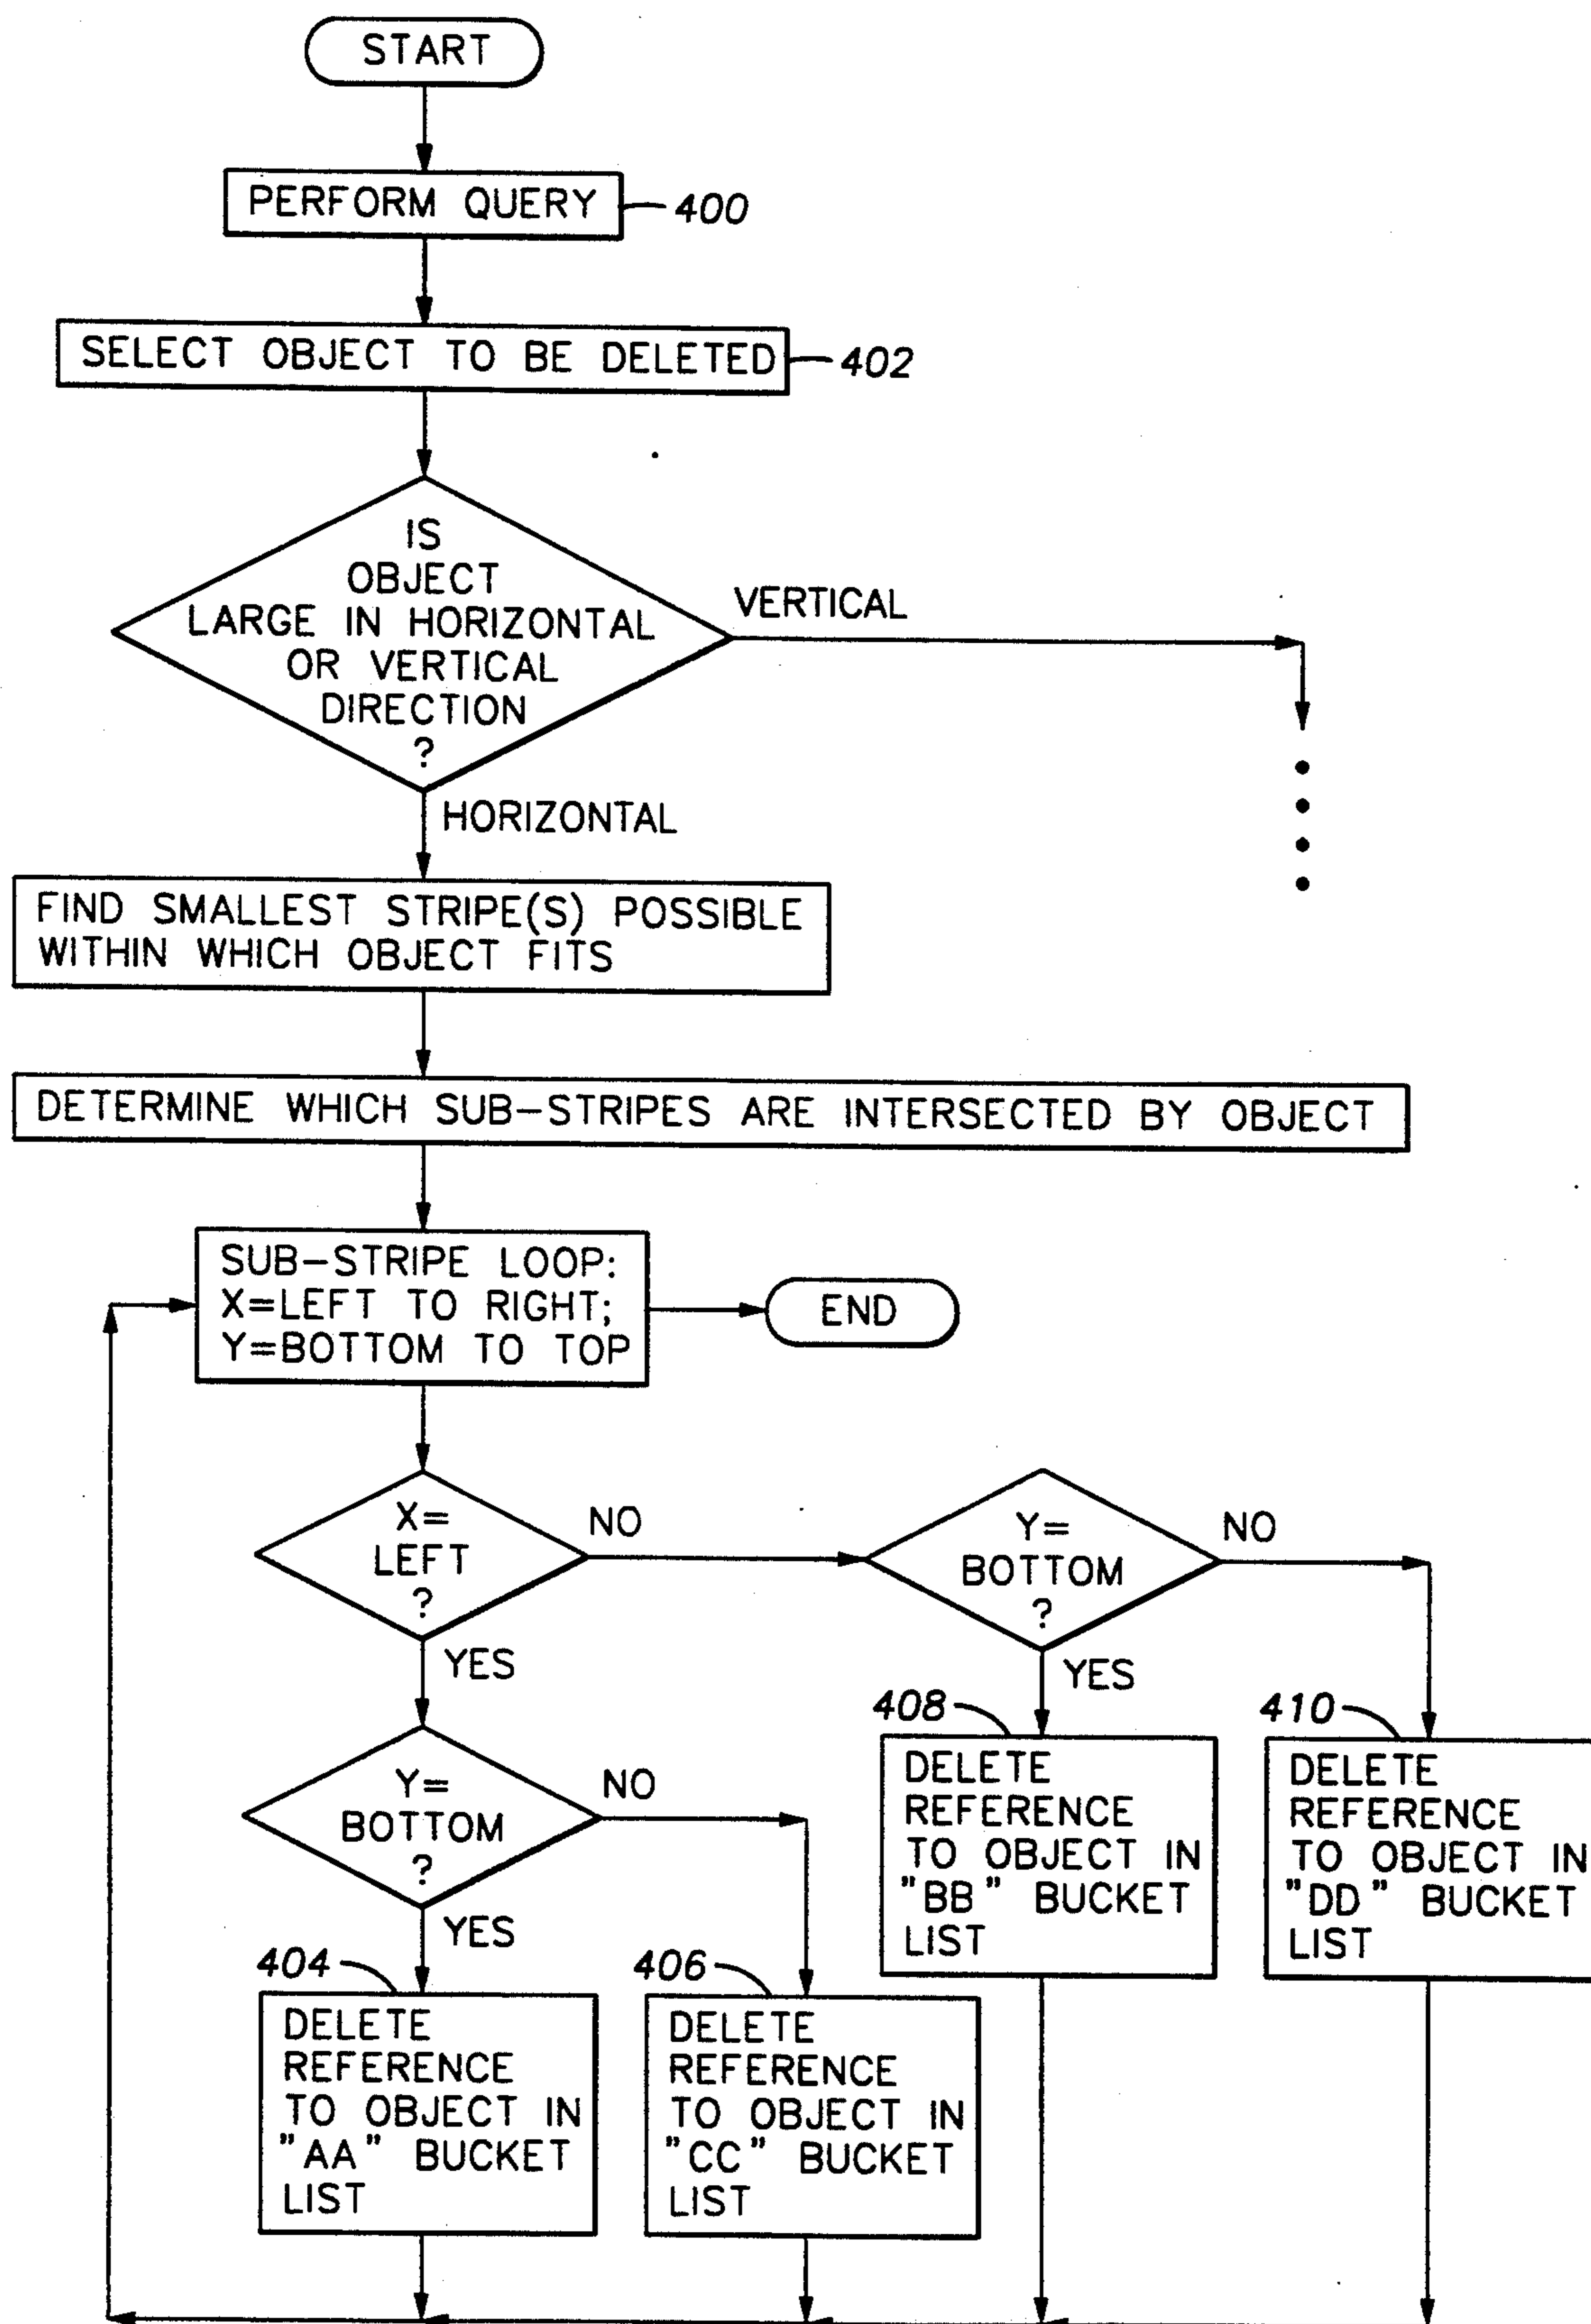 START
PERFORM QUERY
400
SELECT OBJECT TO BE DELETED
402
IS
OBJECT
LARGE IN HORIZONTAL
OR VERTICAL
DIRECTION
?
VERTICAL
HORIZONTAL
FIND SMALLEST STRIPE(S) POSSIBLE
WITHIN WHICH OBJECT FITS
DETERMINE WHICH SUB-STRIPES ARE INTERSECTED BY OBJECT
SUB-STRIPE LOOP:
X=LEFT TO RIGHT;
Y=BOTTOM TO TOP
END
X=
LEFT
?
NO
YES
Y=
BOTTOM
?
NO
YES
Y=
BOTTOM
?
NO
YES
408
DELETE
REFERENCE
TO OBJECT IN
"BB" BUCKET
LIST
410
DELETE
REFERENCE
TO OBJECT IN
"DD" BUCKET
LIST
404
DELETE
REFERENCE
TO OBJECT IN
"AA" BUCKET
LIST
406
DELETE
REFERENCE
TO OBJECT IN
"CC" BUCKET
LIST